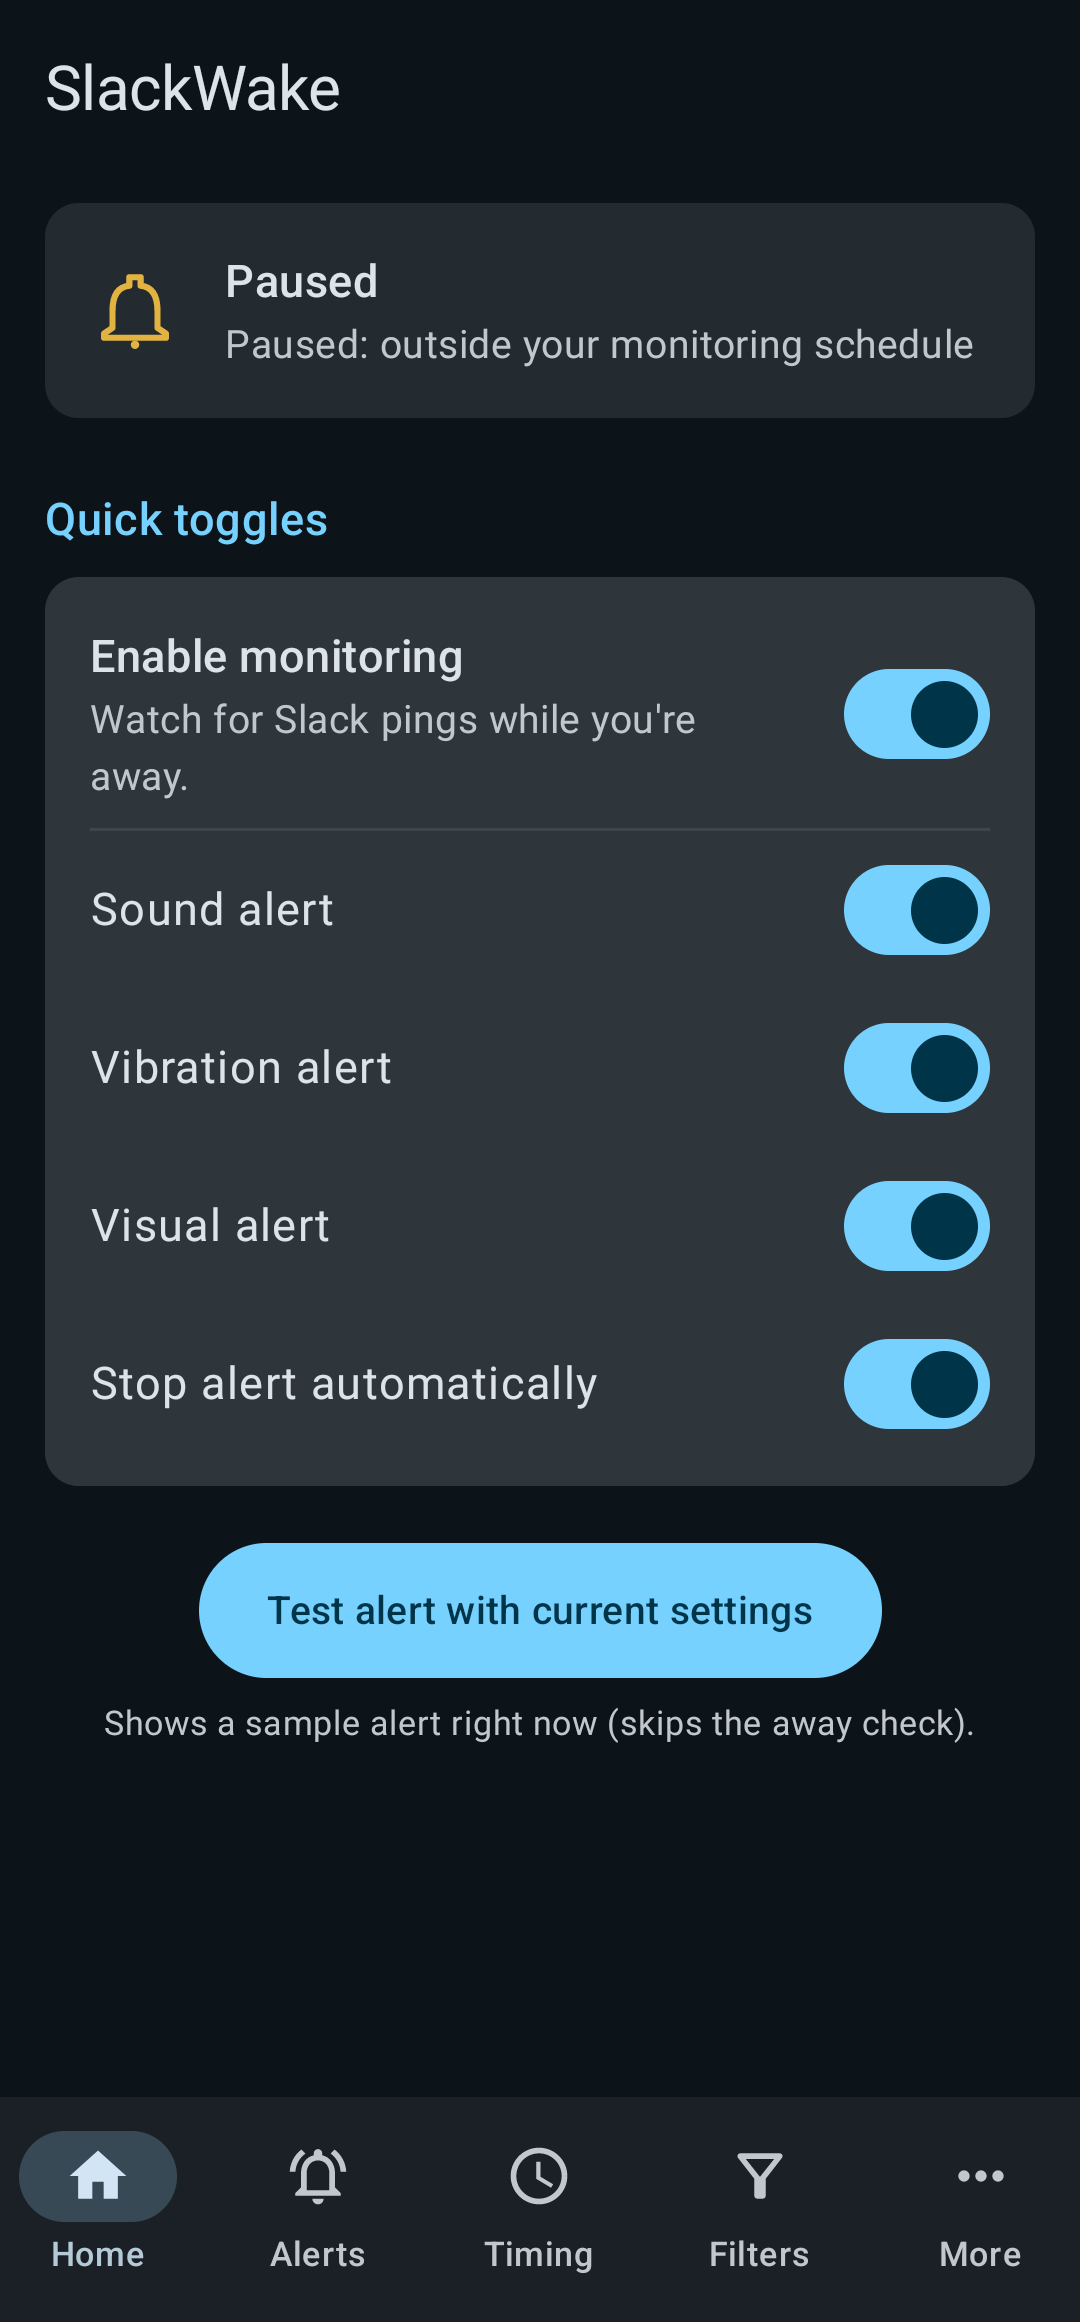 SlackWake
Paused
Paused: outside your monitoring schedule
Quick toggles
Enable monitoring
Watch for Slack pings while you're
away.
Sound alert
Vibration alert
Visual alert
Stop alert automatically
Test alert with current settings
Shows a sample alert right now (skips the away check).
Home
Alerts
Timing
Filters
More